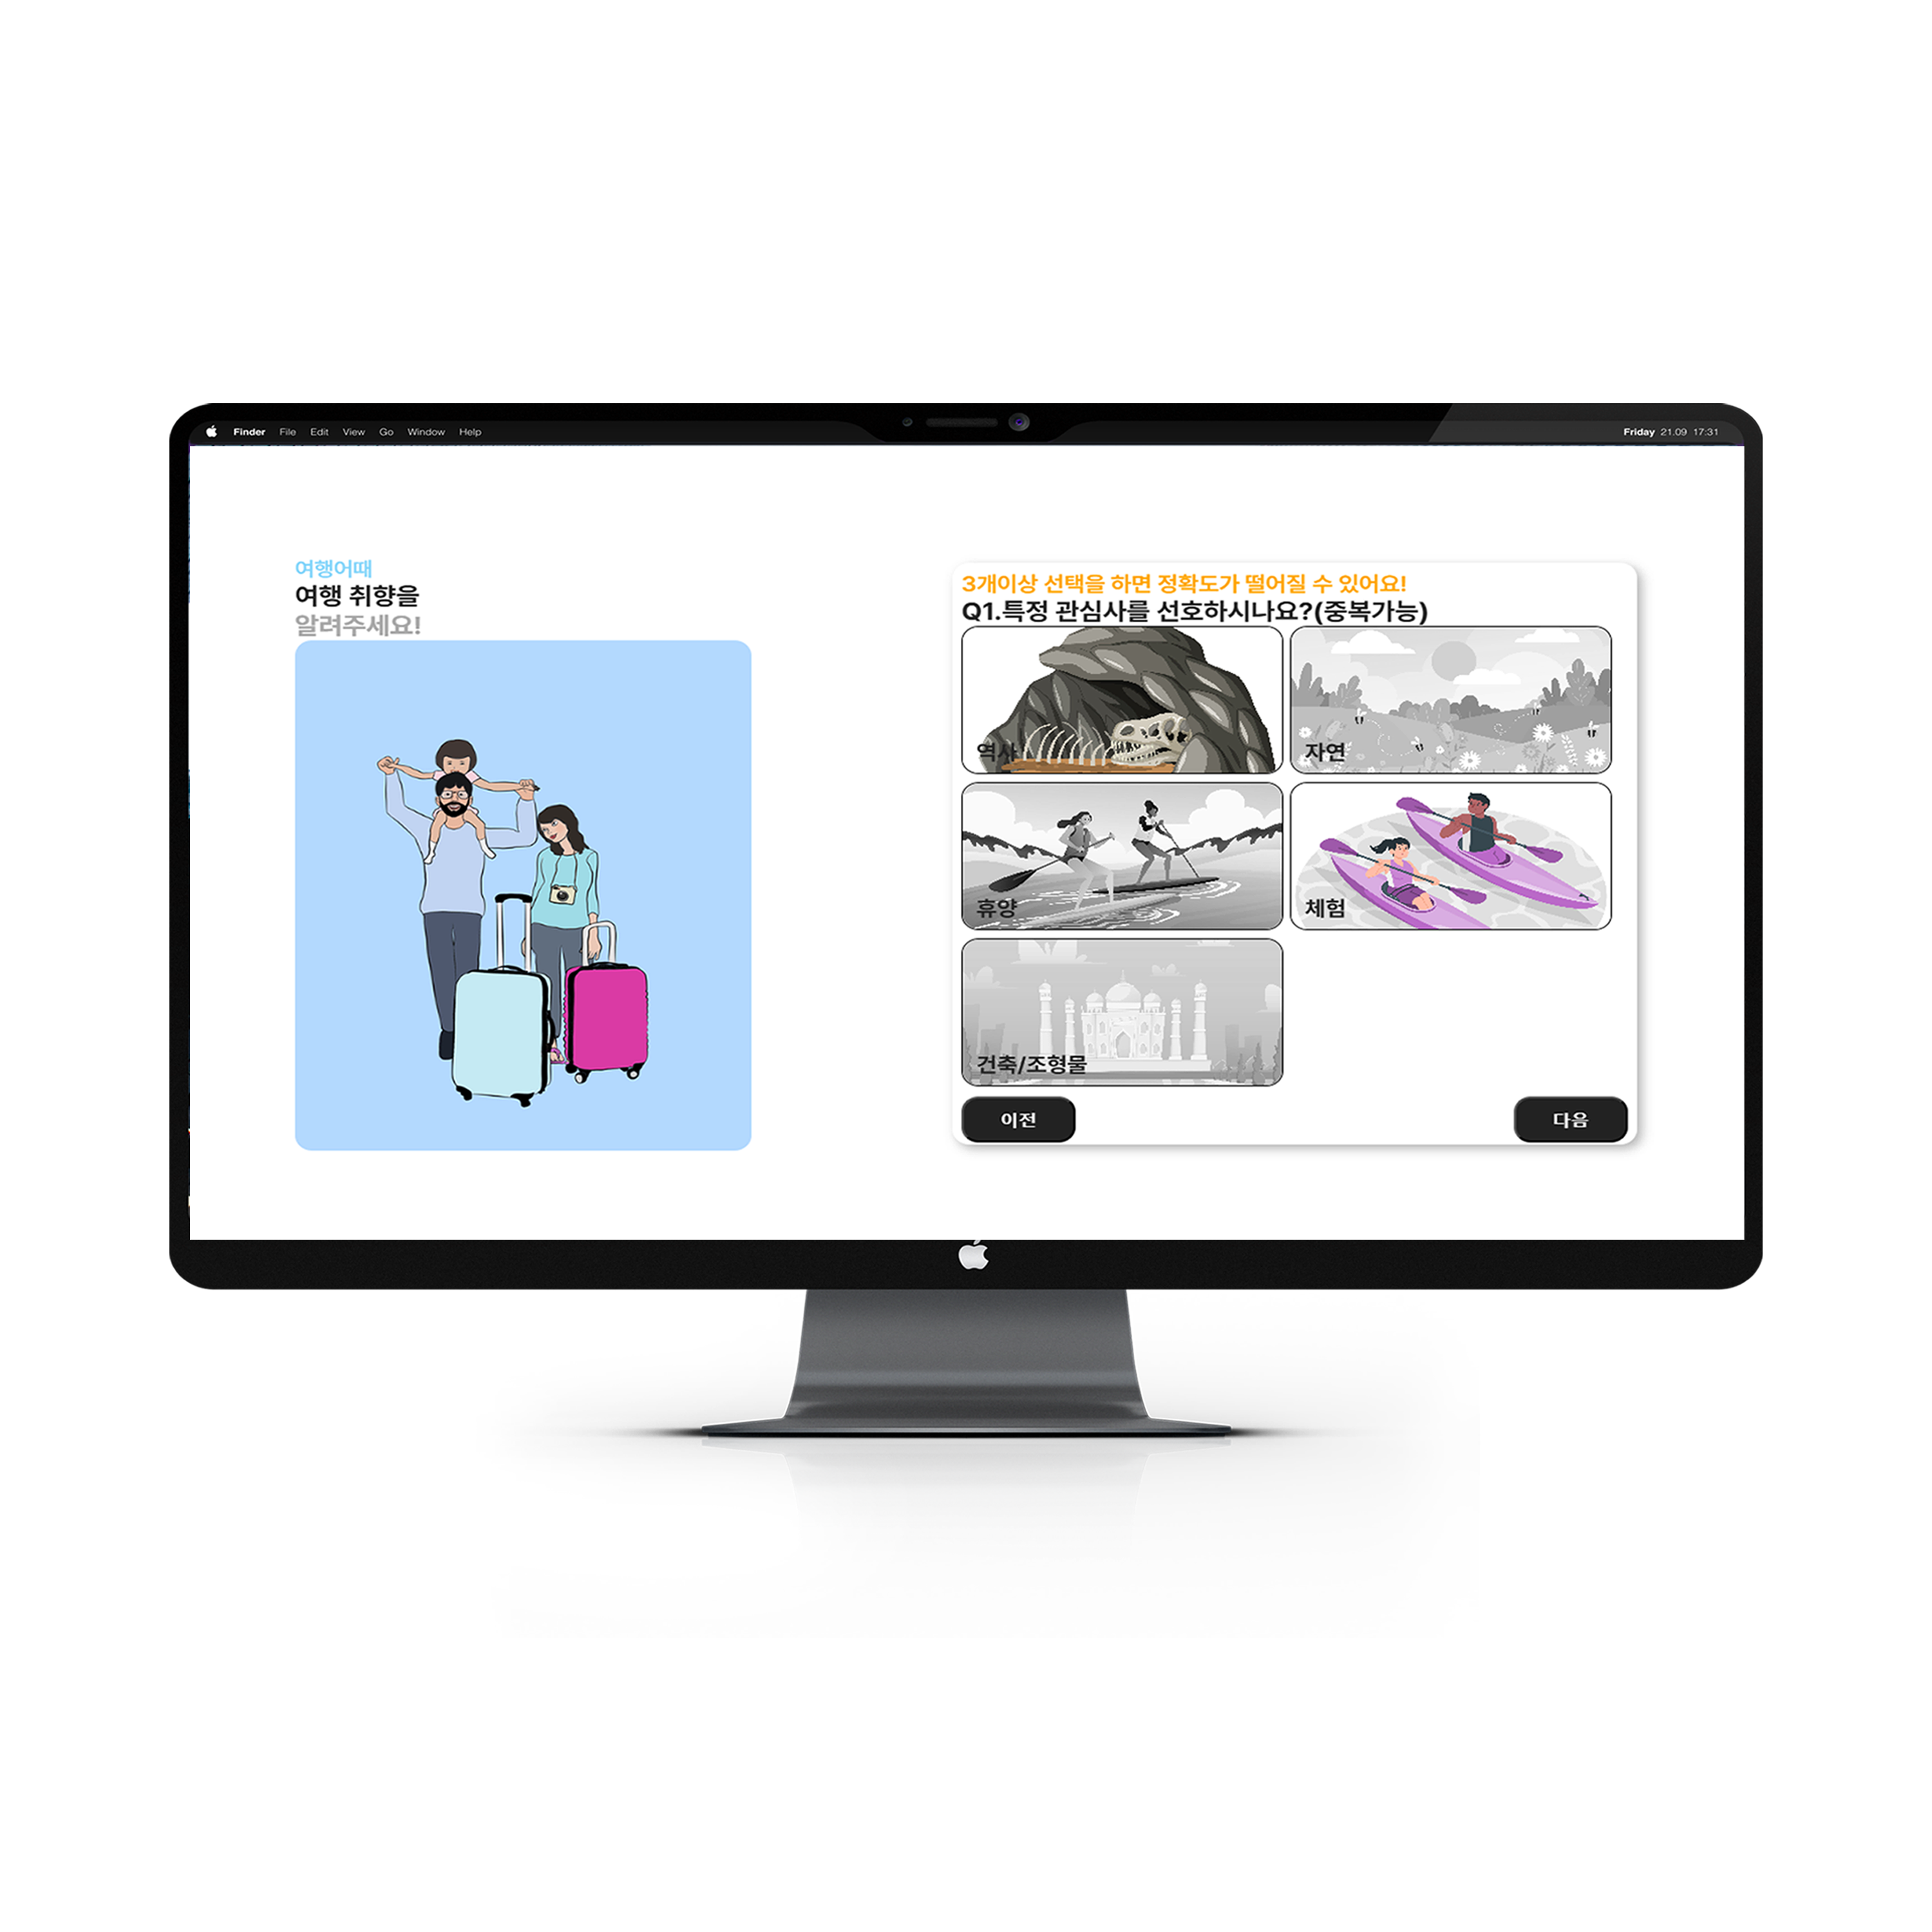 Finder File Edit View Go Window Help
Friday 21.09 17:31
여행어때
여행 취향을
알려주세요!
3개이상 선택을 하면 정확도가 떨어질 수 있어요!
Q1.특정 관심사를 선호하시나요?(중복가능)
역사
자연
휴양
체험
건축/조형물
이전
다음